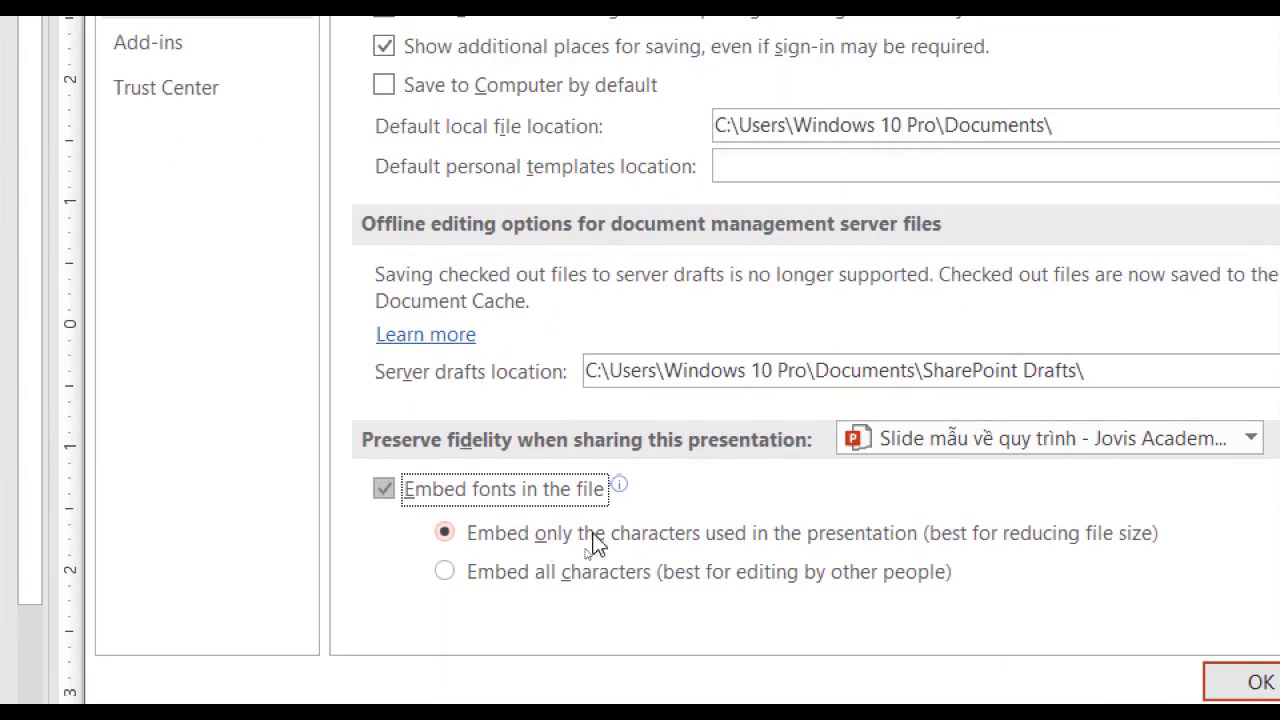 Add-ins
Trust Center
Show additional places for saving, even if sign-in may be required.
Save to Computer by default
Default local file location: C:\Users\Windows 10 Pro\Documents\
Default personal templates location:
Offline editing options for document management server files
Saving checked out files to server drafts is no longer supported. Checked out files are now saved to the
Document Cache.
Learn more
Server drafts location: C:\Users\Windows 10 Pro\Documents\SharePoint Drafts\
Preserve fidelity when sharing this presentation: Slide mẫu về quy trình - Jovis Academ...
Embed fonts in the file
Embed only the characters used in the presentation (best for reducing file size)
Embed all characters (best for editing by other people)
OK
2
1
0
1
2
3